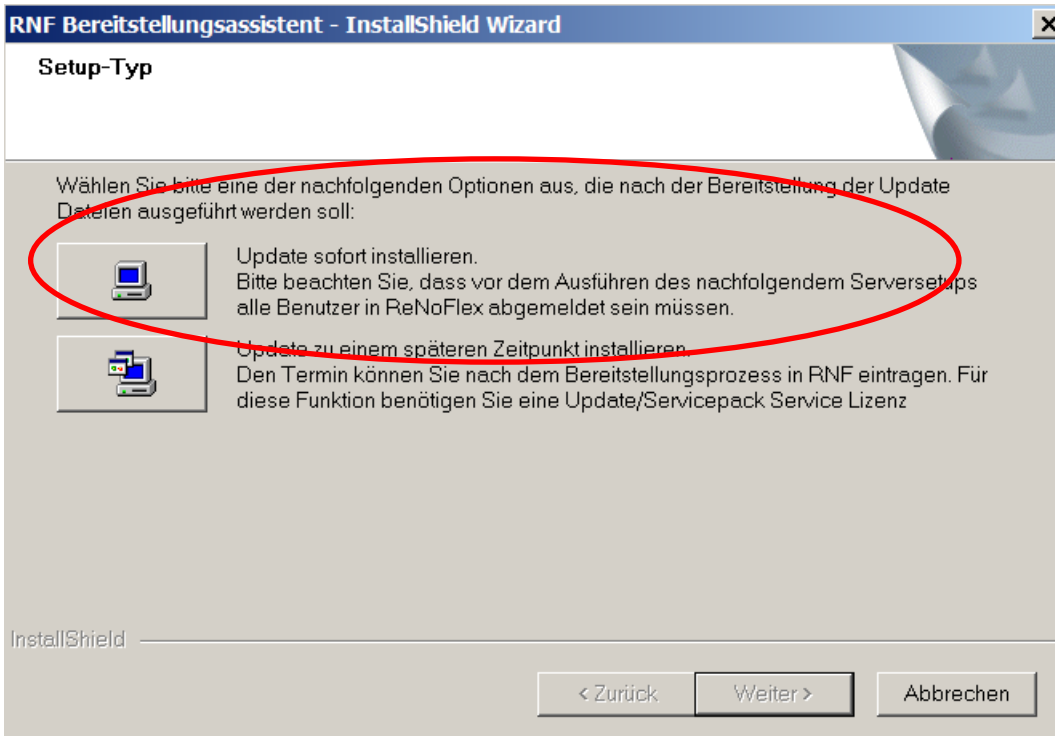 RNF Bereitstellungsassistent - InstallShield Wizard
Setup-Typ
Wählen Sie bitte eine der nachfolgenden Optionen aus, die nach der Bereitstellung der Update
Dateien ausgeführt werden soll:
Update sofort installieren.
Bitte beachten Sie, dass vor dem Ausführen des nachfolgendem Serversetups
alle Benutzer in ReNoFlex abgemeldet sein müssen.
Update zu einem späteren Zeitpunkt installieren.
Den Termin können Sie nach dem Bereitstellungsprozess in RNF eintragen. Für
diese Funktion benötigen Sie eine Update/Servicepack Service Lizenz
InstallShield
< Zurück
Weiter >
Abbrechen